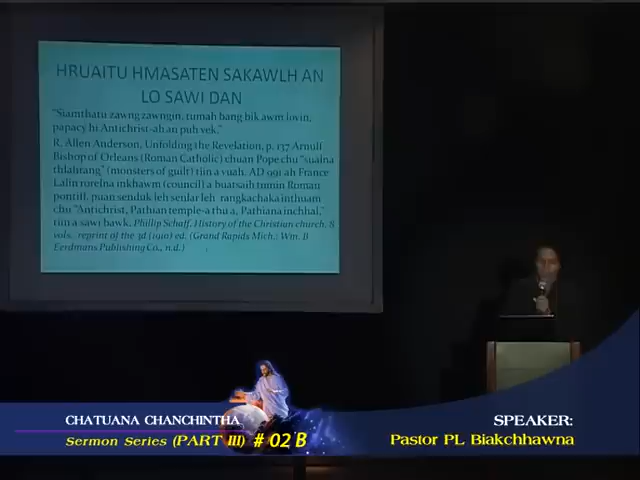 HRUAITU HMASATEN SAKAWLH AN
LO SAWI DAN
"Siamthatu zawng zawngin, tumah bang bik awm lovin,
papacy hi Antichrist-ah an puh vek."
R. Allen Anderson, Unfolding the Revelation, p. 137 Arnulf
Bishop of Orleans (Roman Catholic) chuan Pope chu "sualna
thlahrang" (monsters of guilt) tiin a vuah. AD 991 ah France
Lalin rorelna inkhawm (council) a buatsaih tumin Roman
pontiff, puan senduk leh sen lar leh rangkachaka inthuam
chu "Antichrist, Pathian temple-a thu a, Pathiana inchhal,"
tiin a sawi bawk. Phillip Schaff, History of the Christian church, 8
vols., reprint of the 3d (1910) ed. (Grand Rapids Mich.: Wm. B
Eerdmans Publishing Co., n.d.)
CHATUANA CHANCHINTHA
Sermon Series (PART III) # 02 B
SPEAKER:
Pastor PL Biakchhawna